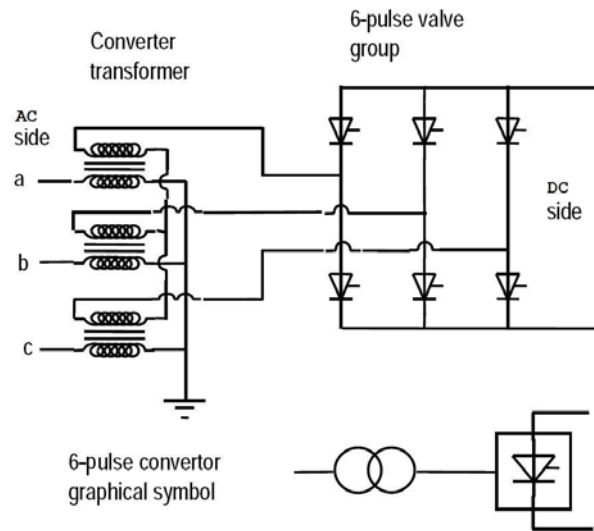 6-pulse valve
group
Converter
transformer
AC
side
a
b
c
DC
side
6-pulse convertor
graphical symbol